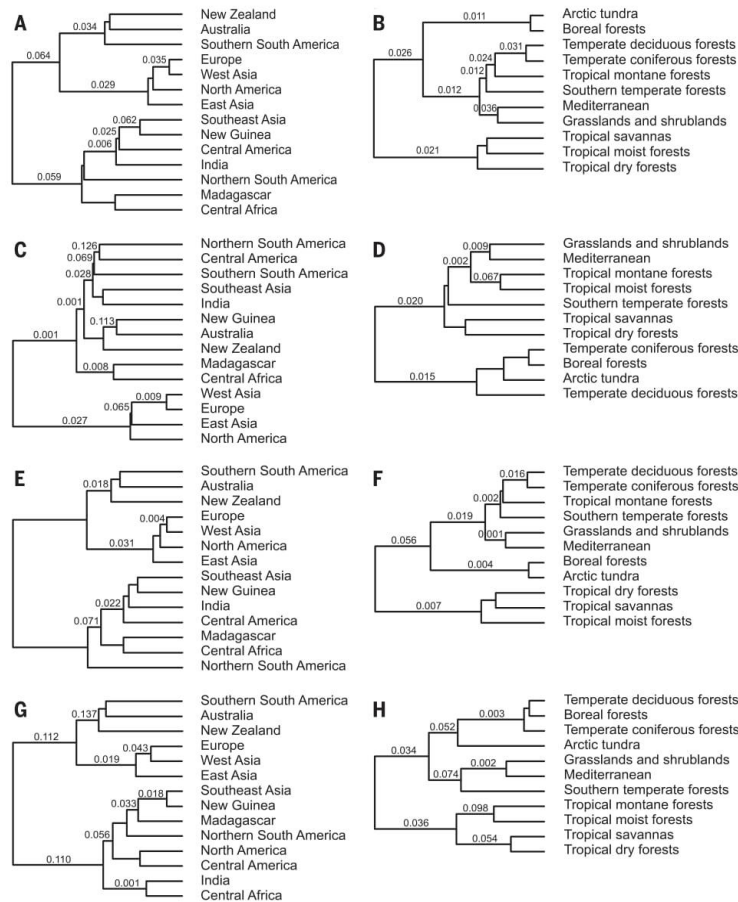 A
0.034
0.064
0.035
0.029
0.062
0.025
0.006
0.059
New Zealand
Australia
Southern South America
Europe
West Asia
North America
East Asia
Southeast Asia
New Guinea
Central America
India
Northern South America
Madagascar
Central Africa
B
0.011
0.026
0.031
0.024
0.012
0.012
0.036
0.021
Arctic tundra
Boreal forests
Temperate deciduous forests
Temperate coniferous forests
Tropical montane forests
Southern temperate forests
Mediterranean
Grasslands and shrublands
Tropical savannas
Tropical moist forests
Tropical dry forests
C
0.126
0.069
0.028
0.001
0.113
0.001
0.008
0.009
0.065
0.027
Northern South America
Central America
Southern South America
Southeast Asia
India
New Guinea
Australia
New Zealand
Madagascar
Central Africa
West Asia
Europe
East Asia
North America
D
0.009
0.002
0.067
0.020
0.015
Grasslands and shrublands
Mediterranean
Tropical montane forests
Tropical moist forests
Southern temperate forests
Tropical savannas
Tropical dry forests
Temperate coniferous forests
Boreal forests
Arctic tundra
Temperate deciduous forests
E
0.018
0.004
0.031
0.022
0.071
Southern South America
Australia
New Zealand
Europe
West Asia
North America
East Asia
Southeast Asia
New Guinea
India
Central America
Madagascar
Central Africa
Northern South America
F
0.016
0.002
0.019
0.001
0.056
0.004
0.007
Temperate deciduous forests
Temperate coniferous forests
Tropical montane forests
Southern temperate forests
Grasslands and shrublands
Mediterranean
Boreal forests
Arctic tundra
Tropical dry forests
Tropical savannas
Tropical moist forests
G
0.137
0.112
0.043
0.019
0.018
0.033
0.056
0.110
0.001
Southern South America
Australia
New Zealand
Europe
West Asia
East Asia
Southeast Asia
New Guinea
Madagascar
Northern South America
North America
Central America
India
Central Africa
H
0.003
0.052
0.034
0.002
0.074
0.098
0.036
0.054
Temperate deciduous forests
Boreal forests
Temperate coniferous forests
Arctic tundra
Grasslands and shrublands
Mediterranean
Southern temperate forests
Tropical montane forests
Tropical moist forests
Tropical savannas
Tropical dry forests